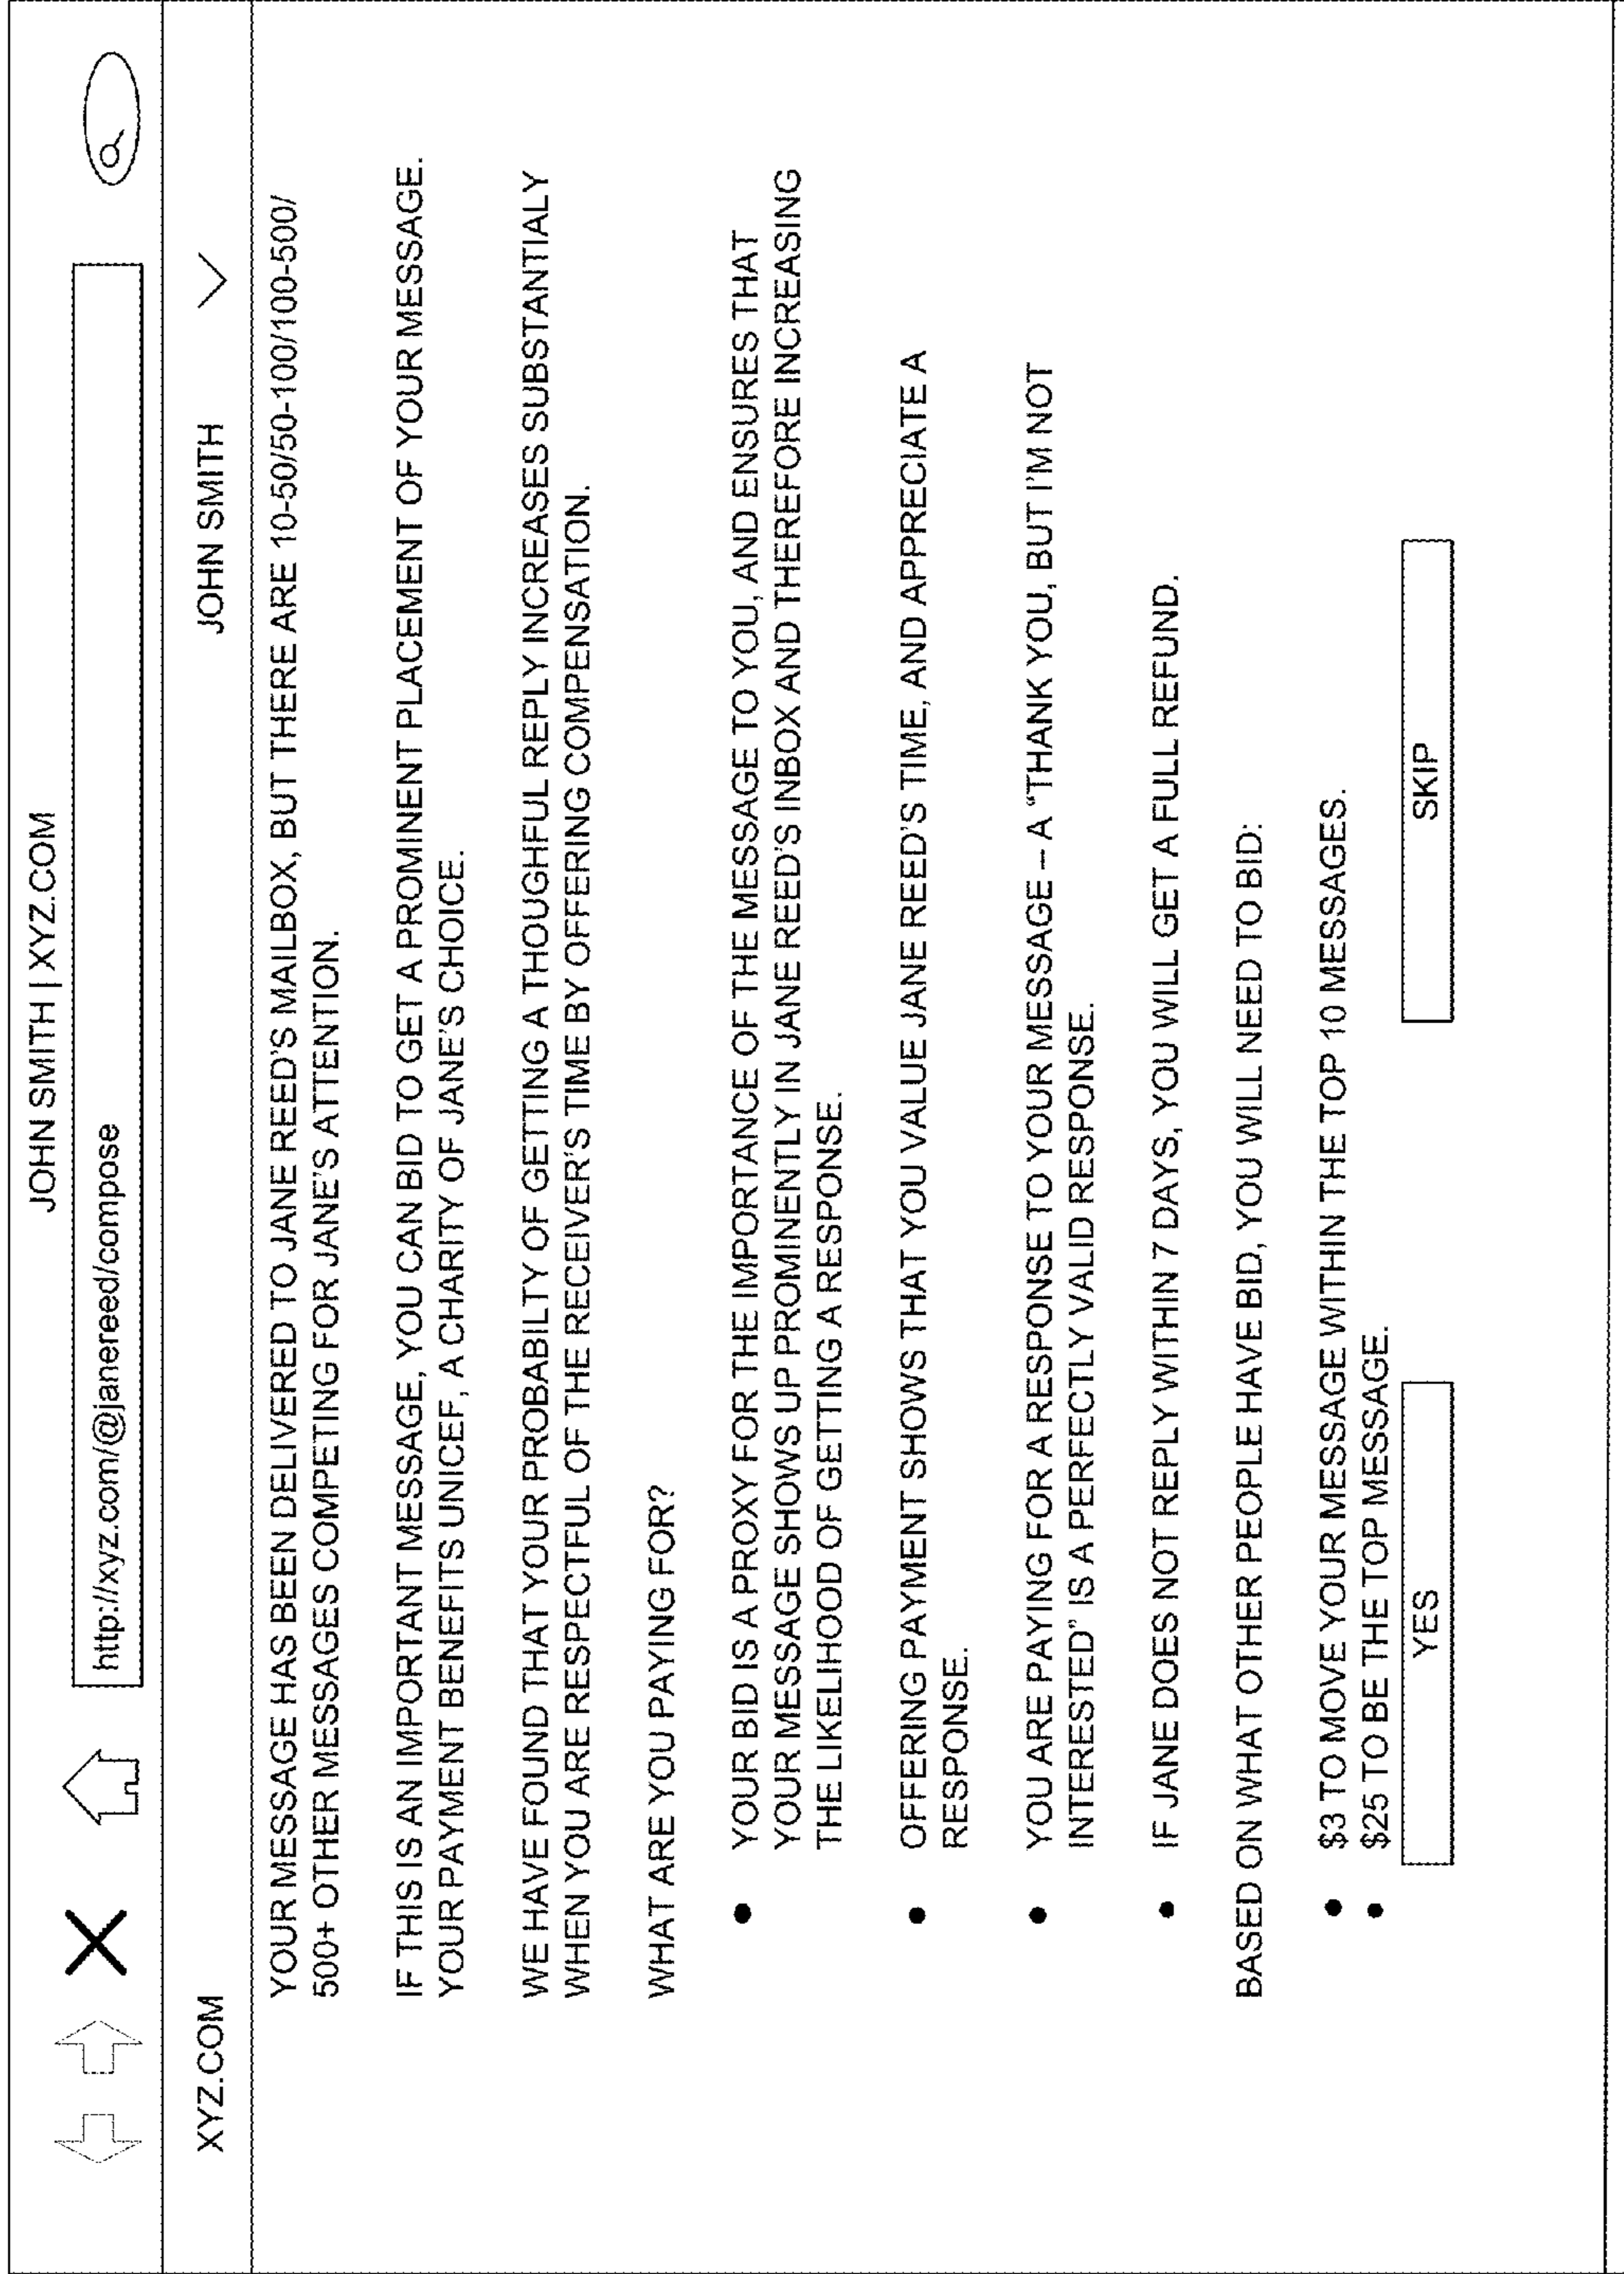 JOHN SMITH | XYZ.COM
http://xyz.com/@janereed/compose
XYZ.COM
JOHN SMITH
YOUR MESSAGE HAS BEEN DELIVERED TO JANE REED'S MAILBOX, BUT THERE ARE 10-50/50-100/100-500/
500+ OTHER MESSAGES COMPETING FOR JANE'S ATTENTION.
IF THIS IS AN IMPORTANT MESSAGE, YOU CAN BID TO GET A PROMINENT PLACEMENT OF YOUR MESSAGE.
YOUR PAYMENT BENEFITS UNICEF, A CHARITY OF JANE'S CHOICE.
WE HAVE FOUND THAT YOUR PROBABILTY OF GETTING A THOUGHFUL REPLY INCREASES SUBSTANTIALY
WHEN YOU ARE RESPECTFUL OF THE RECEIVER'S TIME BY OFFERING COMPENSATION.
WHAT ARE YOU PAYING FOR?
• YOUR BID IS A PROXY FOR THE IMPORTANCE OF THE MESSAGE TO YOU, AND ENSURES THAT
YOUR MESSAGE SHOWS UP PROMINENTLY IN JANE REED'S INBOX AND THEREFORE INCREASING
THE LIKELIHOOD OF GETTING A RESPONSE.
• OFFERING PAYMENT SHOWS THAT YOU VALUE JANE REED'S TIME, AND APPRECIATE A
RESPONSE.
• YOU ARE PAYING FOR A RESPONSE TO YOUR MESSAGE – A “THANK YOU, BUT I'M NOT
INTERESTED” IS A PERFECTLY VALID RESPONSE.
• IF JANE DOES NOT REPLY WITHIN 7 DAYS, YOU WILL GET A FULL REFUND.
BASED ON WHAT OTHER PEOPLE HAVE BID, YOU WILL NEED TO BID:
• $3 TO MOVE YOUR MESSAGE WITHIN THE TOP 10 MESSAGES.
• $25 TO BE THE TOP MESSAGE.
YES
SKIP